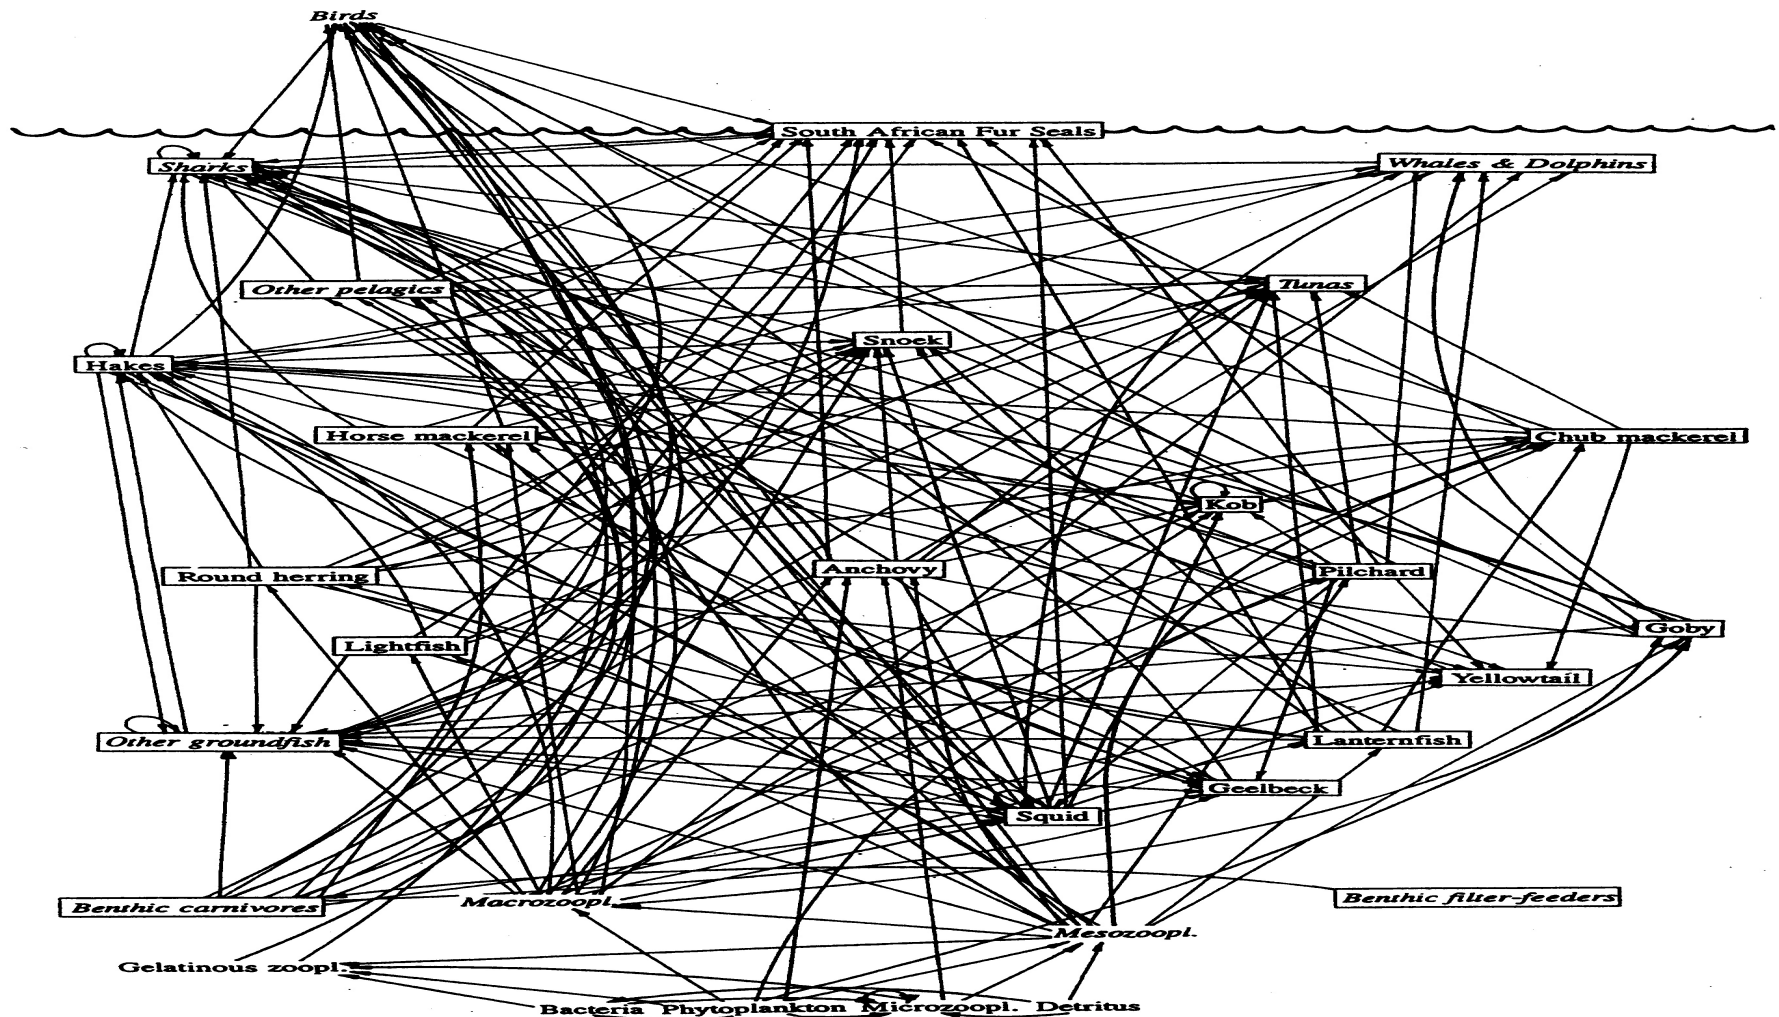 Birds
South African Fur Seals
Sharks
Whales & Dolphins
Other pelagics
Tunas
Snoek
Hakes
Horse mackerel
Chub mackerel
Kob
Round herring
Anchovy
Pilchard
Goby
Lightfish
Yellowtail
Other groundfish
Lanternfish
Geelbeck
Squid
Benthic carnivores
Macrozoopl.
Benthic filter-feeders
Mesozoopl.
Gelatinous zoopl.
Bacteria Phytoplankton Microzoopl. Detritus